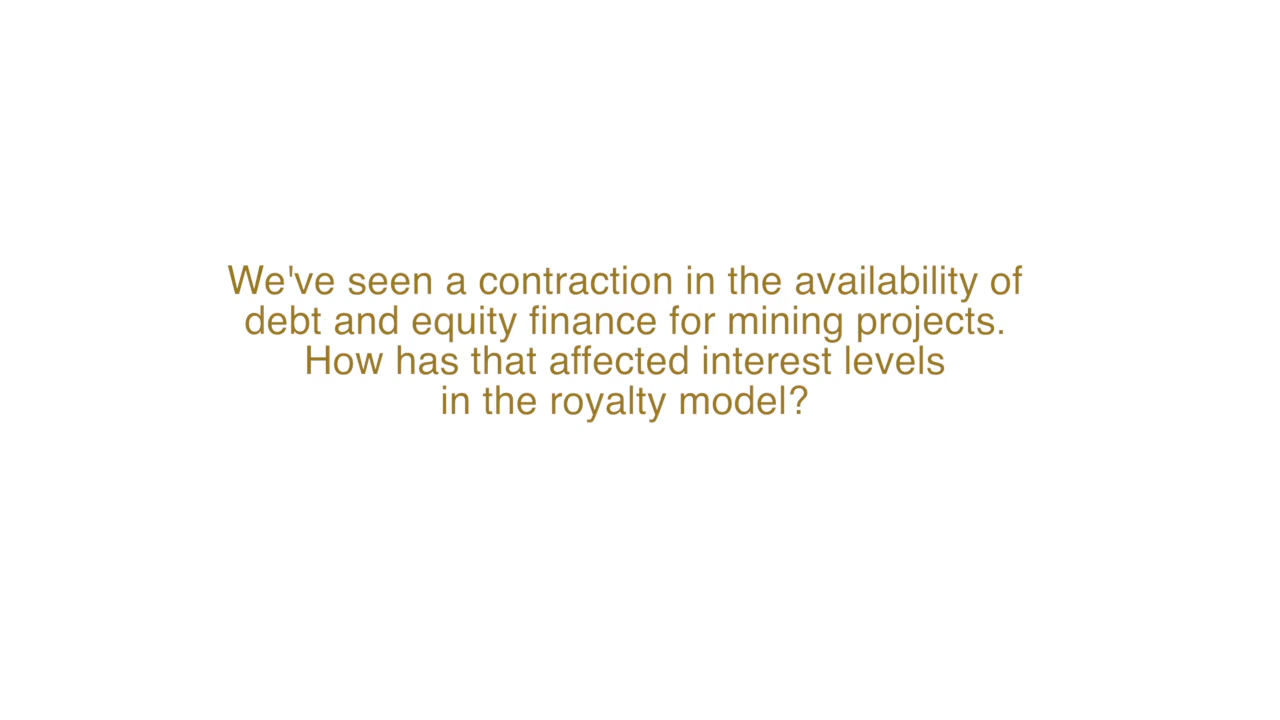 We've seen a contraction in the availability of
debt and equity finance for mining projects.
How has that affected interest levels
in the royalty model?